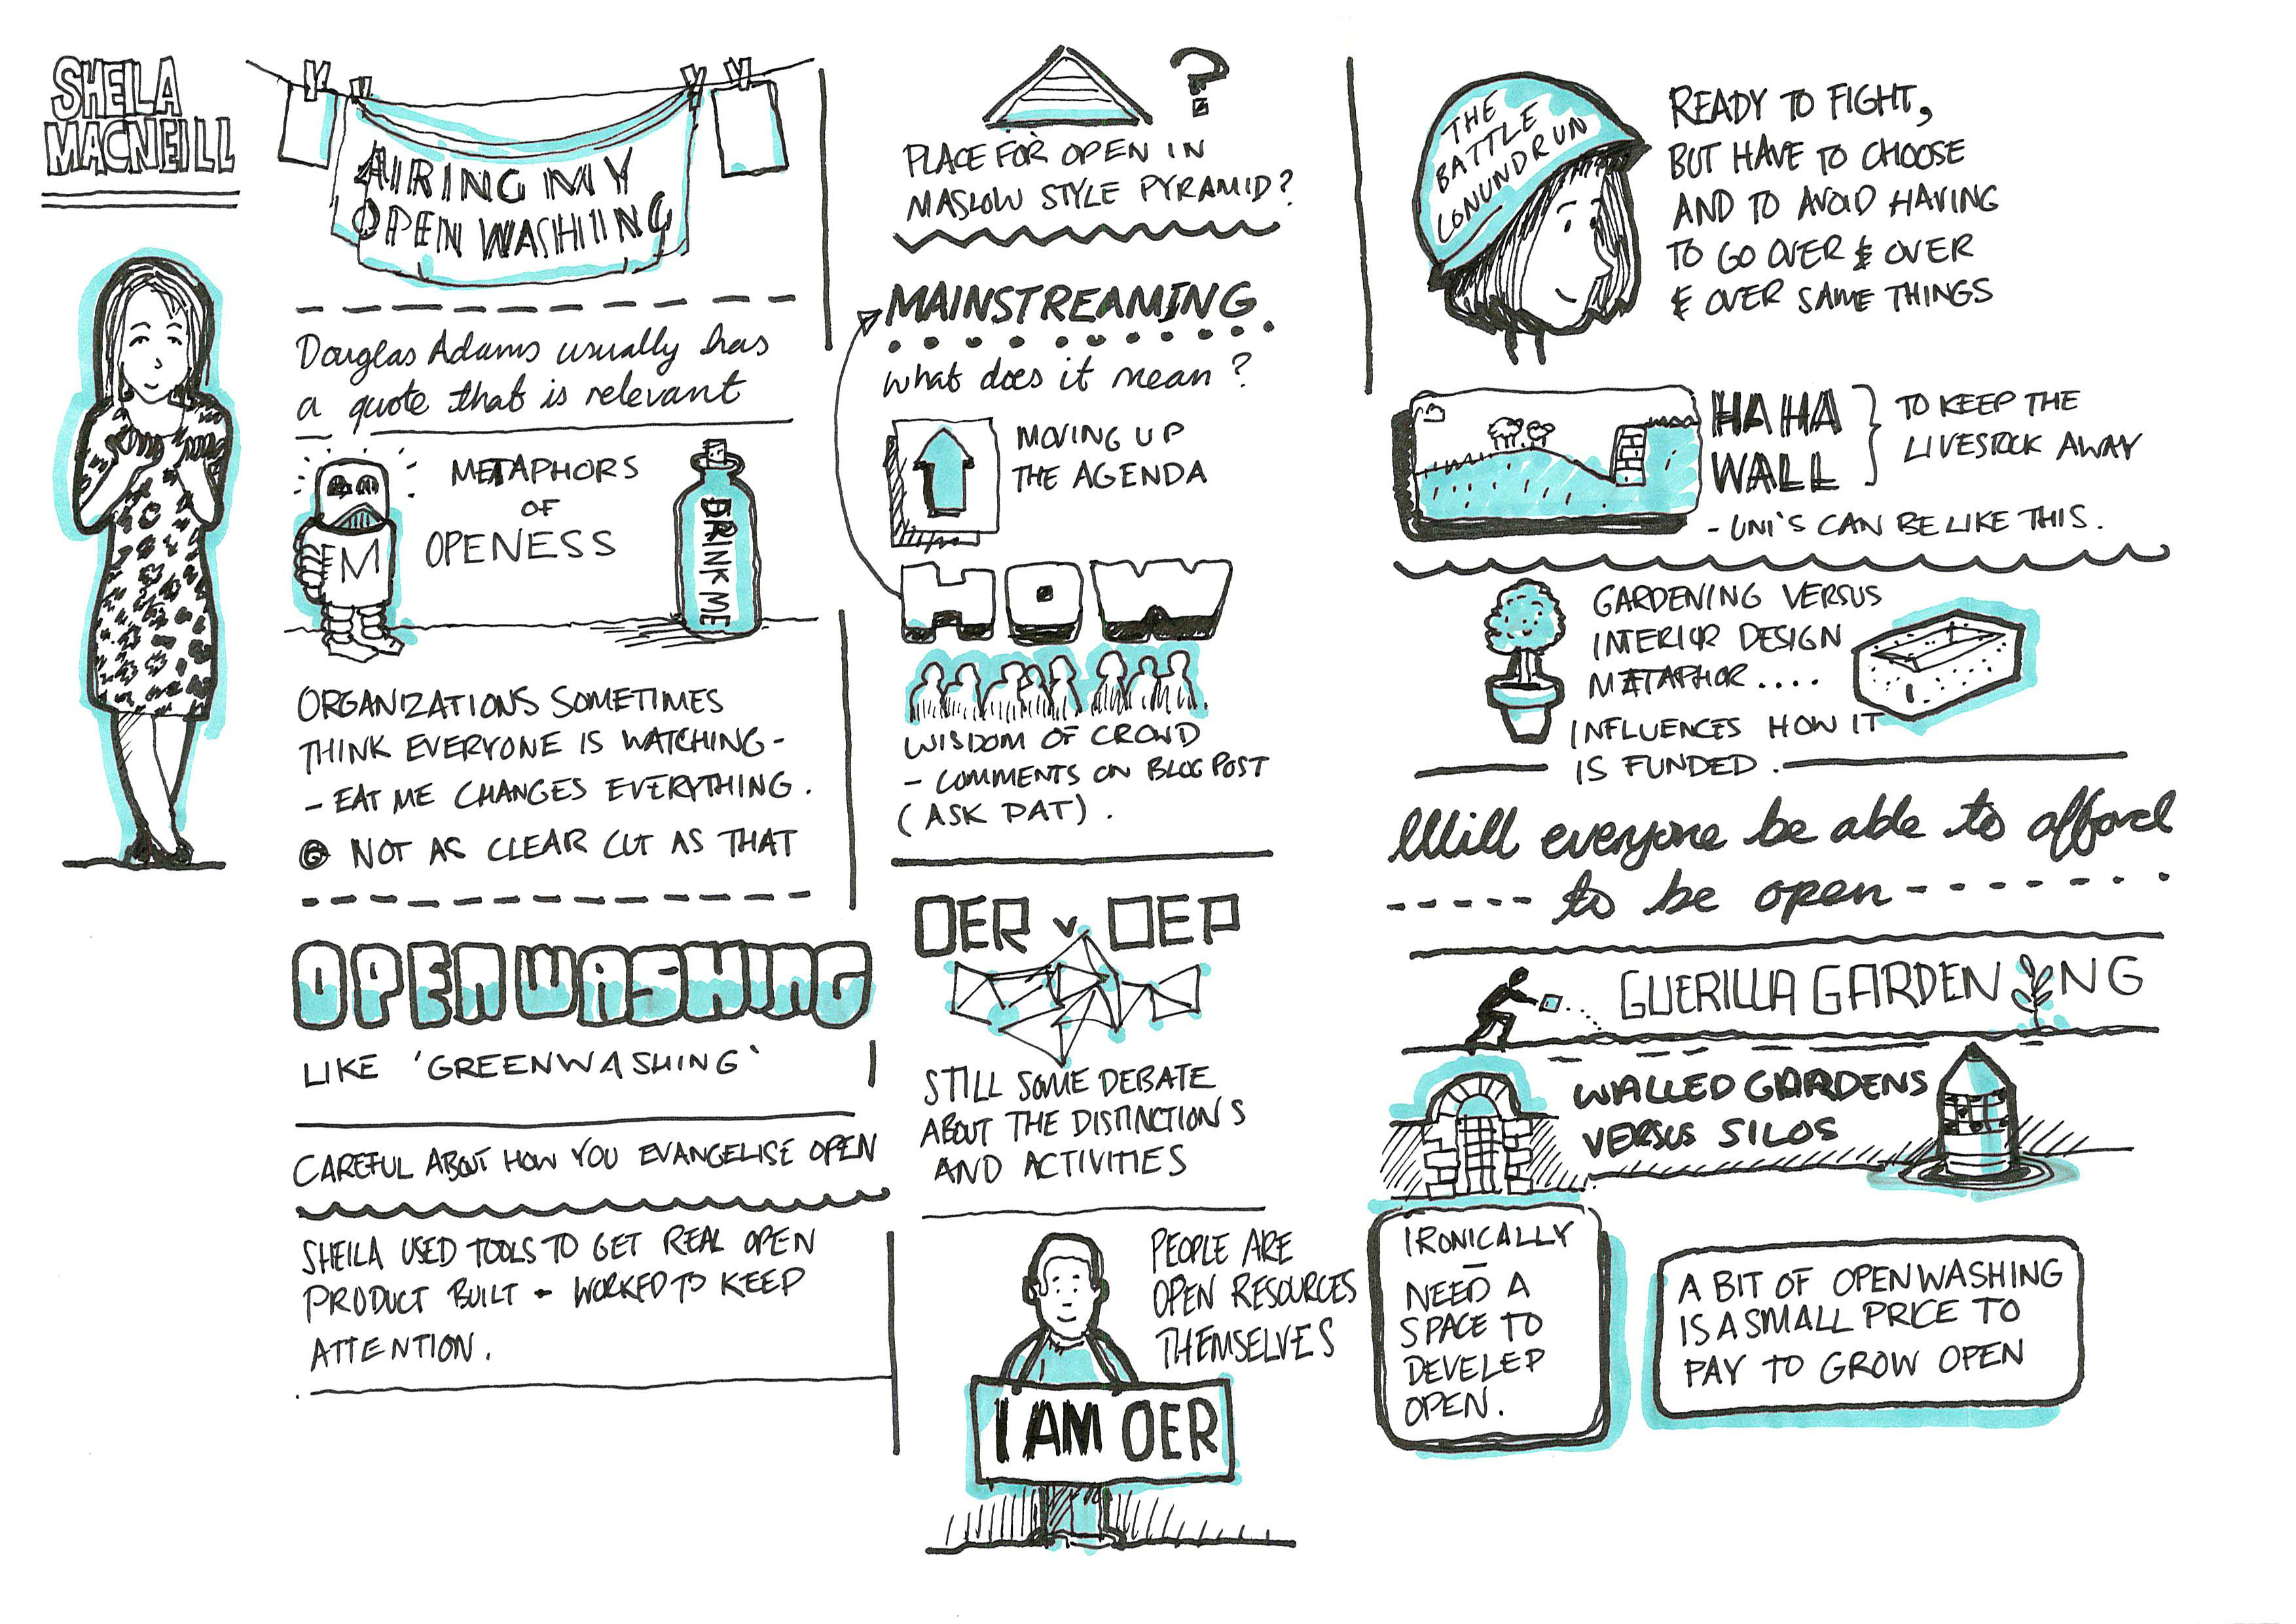 SHEILA
MACNEILL
AIRING MY
OPEN WASHING
Douglas Adams usually has
a quote that is relevant
METAPHORS
OF
OPENESS
M
DRINK ME
ORGANIZATIONS SOMETIMES
THINK EVERYONE IS WATCHING -
- EAT ME CHANGES EVERYTHING.
NOT AS CLEAR CUT AS THAT
OPENWASHING
LIKE 'GREENWASHING'
CAREFUL ABOUT HOW YOU EVANGELISE OPEN
SHEILA USED TOOLS TO GET REAL OPEN
PRODUCT BUILT - WORKED TO KEEP
ATTENTION.
?
PLACE FOR OPEN IN
MASLOW STYLE PYRAMID?
MAINSTREAMING
what does it mean?
MOVING UP
THE AGENDA
HOW
WISDOM OF CROWD
- COMMENTS ON BLOG POST
(ASK PAT).
OER v OEP
STILL SOME DEBATE
ABOUT THE DISTINCTIONS
AND ACTIVITIES
PEOPLE ARE
OPEN RESOURCES
THEMSELVES
I AM OER
THE
BATTLE
CONUNDRUN
READY TO FIGHT,
BUT HAVE TO CHOOSE
AND TO AVOID HAVING
TO GO OVER & OVER
& OVER SAME THINGS
HA HA
WALL
TO KEEP THE
LIVESTOCK AWAY
- UNI'S CAN BE LIKE THIS.
GARDENING VERSUS
INTERIOR DESIGN
METAPHOR....
INFLUENCES HOW IT
IS FUNDED.
Will everyone be able to afford
to be open
GUERILLA GARDENING
WALLED GARDENS
VERSUS SILOS
IRONICALLY
NEED A
SPACE TO
DEVELEP
OPEN.
A BIT OF OPENWASHING
IS A SMALL PRICE TO
PAY TO GROW OPEN